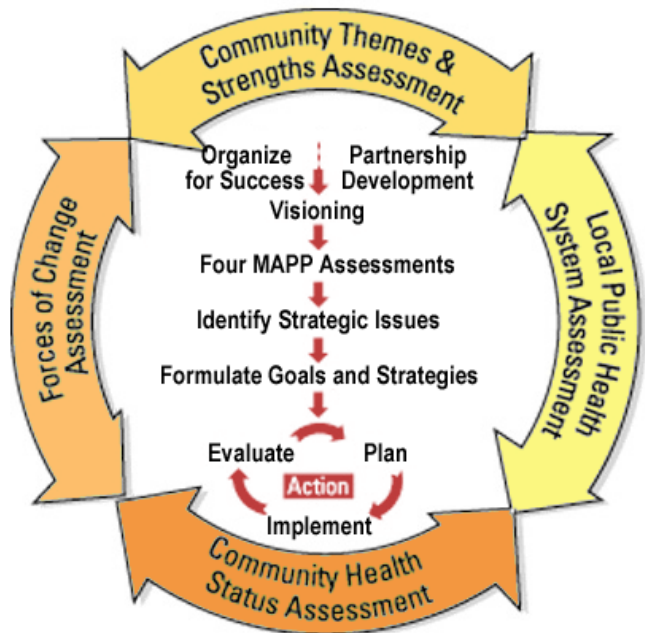 Community Themes &
Strengths Assessment
Organize
for Success
Partnership
Development
Visioning
Four MAPP Assessments
Identify Strategic Issues
Formulate Goals and Strategies
Evaluate
Plan
Action
Implement
Forces of Change
Assessment
Local Public Health
System Assessment
Community Health
Status Assessment